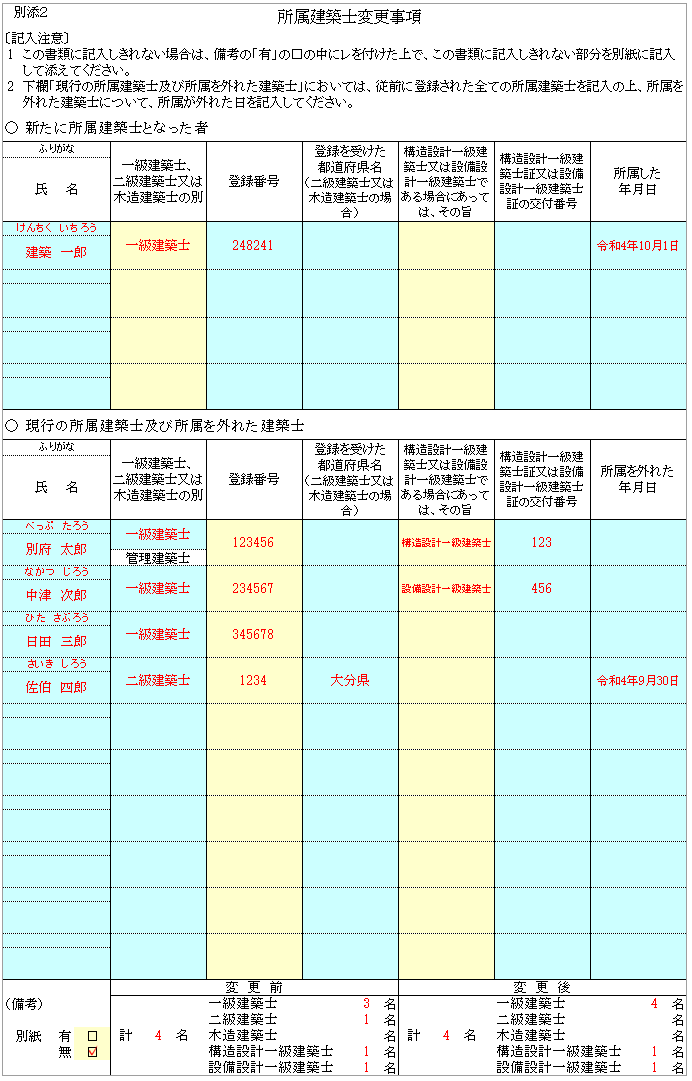 別添2
所属建築士変更事項
〔記入注意〕
1 この書類に記入しきれない場合は、備考の「有」の口の中にレを付けた上で、この書類に記入しきれない部分を別紙に記入
して添えてください。
2 下欄「現行の所属建築士及び所属を外れた建築士」においては、従前に登録された全ての所属建築士を記入の上、所属を
外れた建築士について、所属が外れた日を記入してください。
○ 新たに所属建築士となった者
ふりがな
氏 名
一級建築士、
二級建築士又は
木造建築士の別
登録番号
登録を受けた
都道府県名
(二級建築士又は
木造建築士の場
合)
構造設計一級建
築士又は設備設
計一級建築士で
ある場合にあって
は、その旨
構造設計一級建
築士証又は設備
設計一級建築士
証の交付番号
所属した
年月日
けんちく いちろう
建築 一郎
一級建築士
248241
令和4年10月1日
○ 現行の所属建築士及び所属を外れた建築士
ふりがな
氏 名
一級建築士、
二級建築士又は
木造建築士の別
登録番号
登録を受けた
都道府県名
(二級建築士又は
木造建築士の場
合)
構造設計一級建
築士又は設備設
計一級建築士で
ある場合にあって
は、その旨
構造設計一級建
築士証又は設備
設計一級建築士
証の交付番号
所属を外れた
年月日
べっぷ たろう
別府 太郎
一級建築士
管理建築士
123456
構造設計一級建築士
123
なかつ じろう
中津 次郎
一級建築士
234567
設備設計一級建築士
456
ひた さぶろう
日田 三郎
一級建築士
345678
さいき しろう
佐伯 四郎
二級建築士
1234
大分県
令和4年9月30日
(備考)
別紙 有 □
無 ☑
変 更 前
計 4 名
一級建築士 3 名
二級建築士 1 名
木造建築士 名
構造設計一級建築士 1 名
設備設計一級建築士 1 名
変 更 後
計 4 名
一級建築士 4 名
二級建築士 名
木造建築士 名
構造設計一級建築士 1 名
設備設計一級建築士 1 名